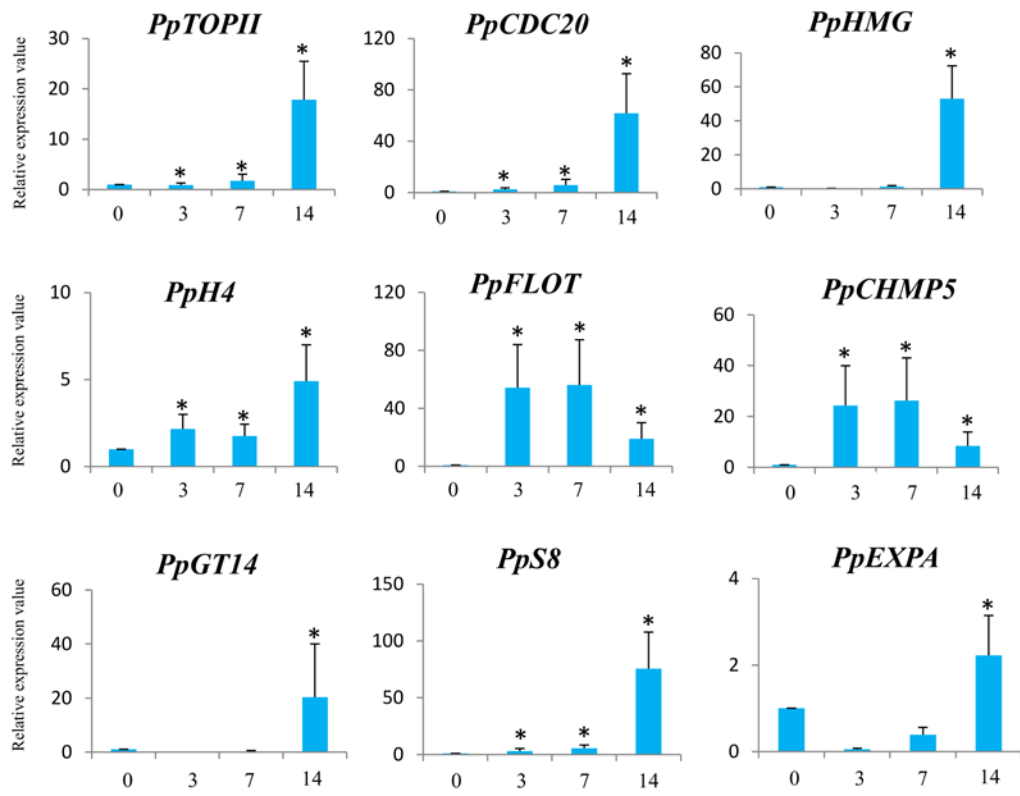 PpTOPII PpCDC20 PpHMG
Relative expression value
30
20
10
0
* * *
0 3 7 14
120
80
40
0
* * *
0 3 7 14
80
60
40
20
0
*
0 3 7 14
PpH4 PpFLOT PpCHMP5
Relative expression value
10
5
0
* * *
0 3 7 14
120
80
40
0
* * *
0 3 7 14
60
40
20
0
* * *
0 3 7 14
PpGT14 PpS8 PpEXPA
Relative expression value
60
40
20
0
*
0 3 7 14
150
100
50
0
* * *
0 3 7 14
4
2
0
*
0 3 7 14